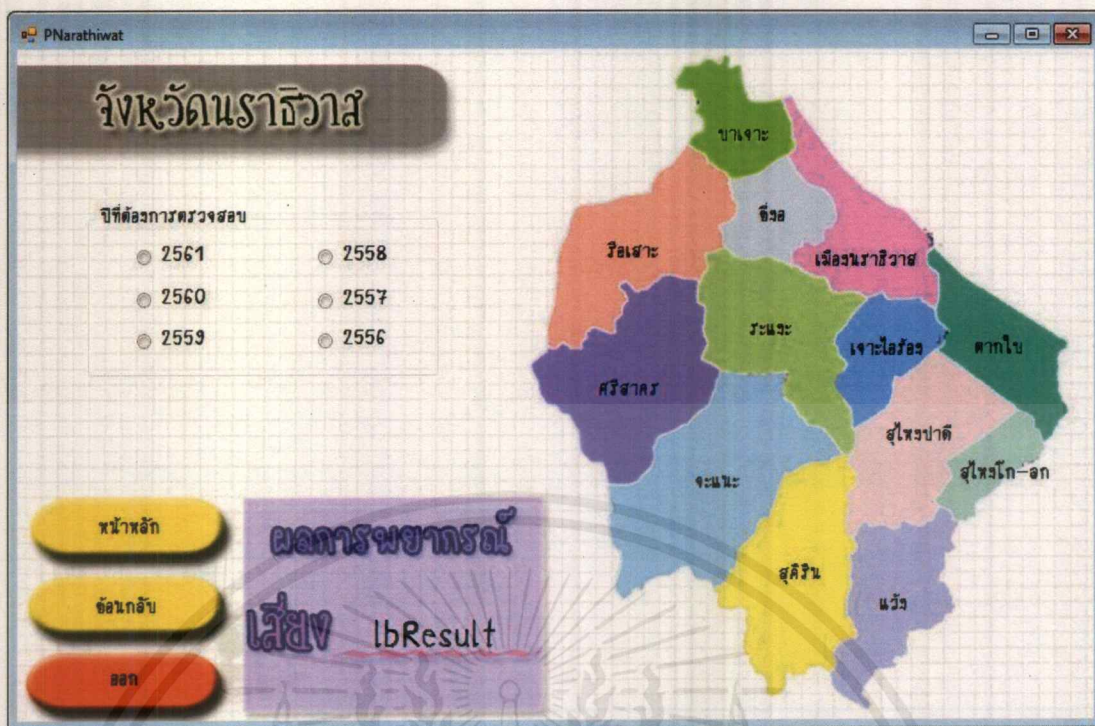 PNarathiwat
จังหวัดนราธิวาส
ปีที่ต้องการตรวจสอบ
2561 2558
2560 2557
2559 2556
หน้าหลัก
ย้อนกลับ
ออก
ผลการพยากรณ์
เสี่ยง lbResult
บาเจาะ
ยี่งอ
รือเสาะ
เมืองนราธิวาส
ระแงะ
เจาะไอร้อง
ตากใบ
ศรีสาคร
สุไหงปาดี
สุไหงโก-ลก
จะแนะ
สุคิริน
แว้ง